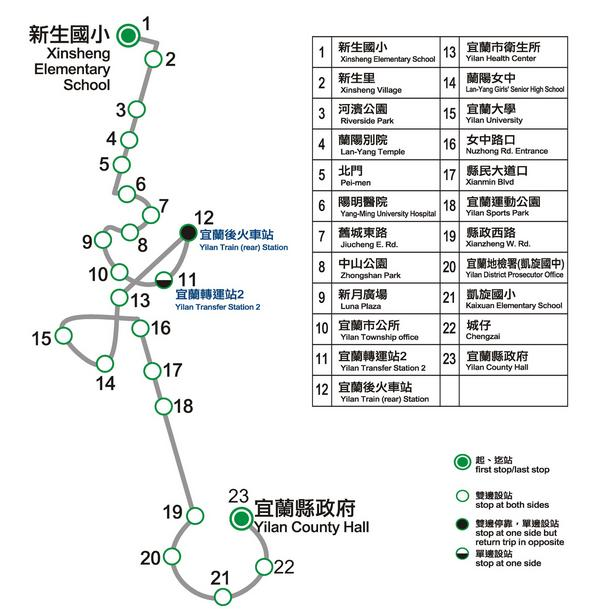 新生國小
Xinsheng
Elementary
School
1
2
3
4
5
6
7
8
9
10
11
12
宜蘭後火車站
Yilan Train (rear) Station
宜蘭轉運站2
Yilan Transfer Station 2
13
14
15
16
17
18
19
20
21
22
23
宜蘭縣政府
Yilan County Hall
1 新生國小
Xinsheng Elementary School
2 新生里
Xinsheng Village
3 河濱公園
Riverside Park
4 蘭陽別院
Lan-Yang Temple
5 北門
Pei-men
6 陽明醫院
Yang-Ming University Hospital
7 舊城東路
Jiucheng E. Rd.
8 中山公園
Zhongshan Park
9 新月廣場
Luna Plaza
10 宜蘭市公所
Yilan Township office
11 宜蘭轉運站2
Yilan Transfer Station 2
12 宜蘭後火車站
Yilan Train (rear) Station
13 宜蘭市衛生所
Yilan Health Center
14 蘭陽女中
Lan-Yang Girls' Senior High School
15 宜蘭大學
Yilan University
16 女中路口
Nuzhong Rd. Entrance
17 縣民大道口
Xianmin Blvd
18 宜蘭運動公園
Yilan Sports Park
19 縣政西路
Xianzheng W. Rd.
20 宜蘭地檢署(凱旋國中)
Yilan District Prosecutor Office
21 凱旋國小
Kaixuan Elementary School
22 城仔
Chengzai
23 宜蘭縣政府
Yilan County Hall
起、迄站
first stop/last stop
雙邊設站
stop at both sides
雙邊停靠，單邊設站
stop at one side but
return trip in opposite
單邊設站
stop at one side